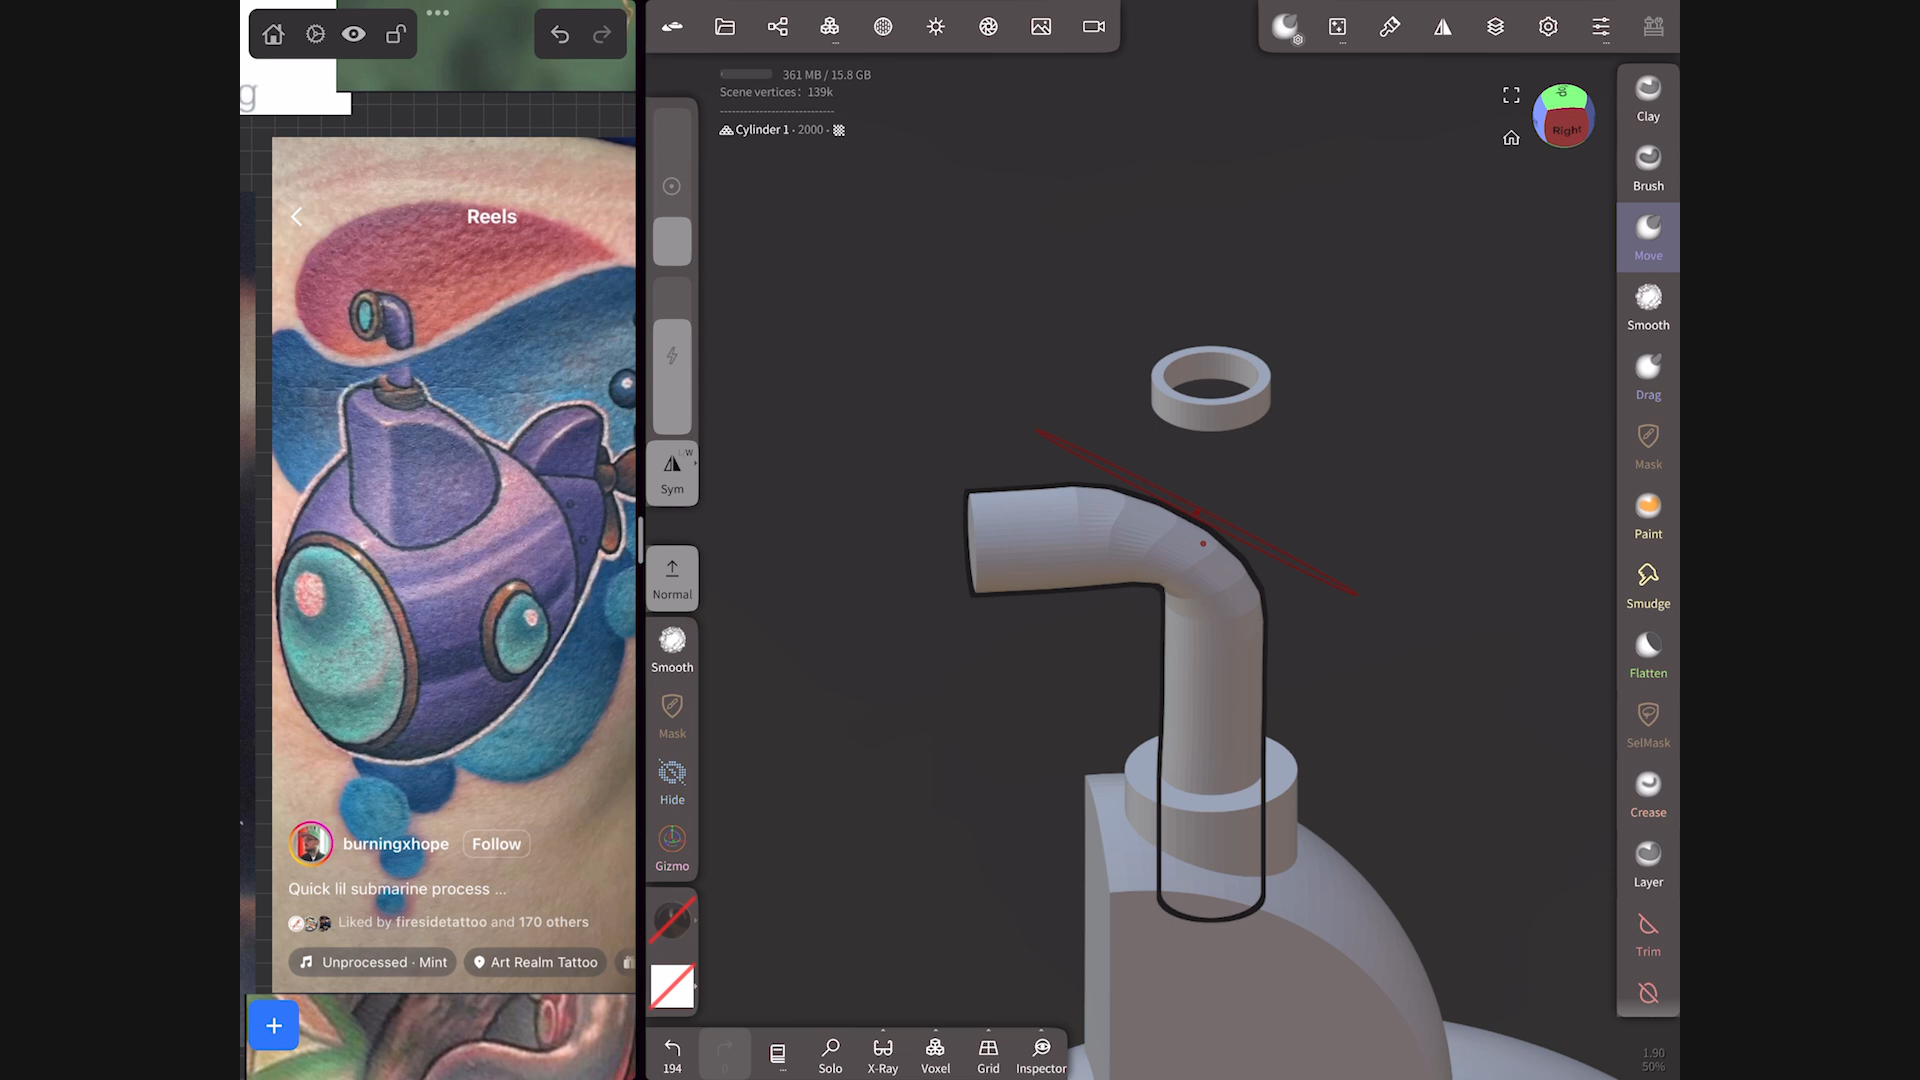 g
Reels
burningxhope
Follow
Quick lil submarine process ...
Liked by firesidetattoo and 170 others
Unprocessed · Mint
Art Realm Tattoo
361 MB / 15.8 GB
Scene vertices: 139k
Cylinder 1 · 2000 ·
Right
Sym
Normal
Smooth
Mask
Hide
Gizmo
194
0
Solo
X-Ray
Voxel
Grid
Inspector
Clay
Brush
Move
Smooth
Drag
Mask
Paint
Smudge
Flatten
SelMask
Crease
Layer
Trim
1.90
50%